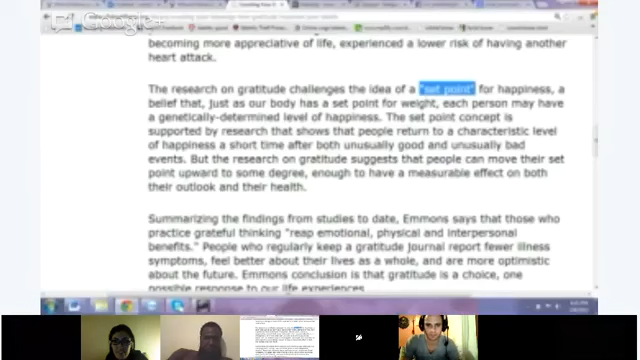 Google+
becoming more appreciative of life, experienced a lower risk of having another
heart attack.
The research on gratitude challenges the idea of a "set point" for happiness, a
belief that, just as our body has a set point for weight, each person may have
a genetically-determined level of happiness. The set point concept is
supported by research that shows that people return to a characteristic level
of happiness a short time after both unusually good and unusually bad
events. But the research on gratitude suggests that people can move their set
point upward to some degree, enough to have a measurable effect on both
their outlook and their health.
Summarizing the findings from studies to date, Emmons says that those who
practice grateful thinking "reap emotional, physical and interpersonal
benefits." People who regularly keep a gratitude journal report fewer illness
symptoms, feel better about their lives as a whole, and are more optimistic
about the future. Emmons conclusion is that gratitude is a choice, one
possible response to our life experiences.